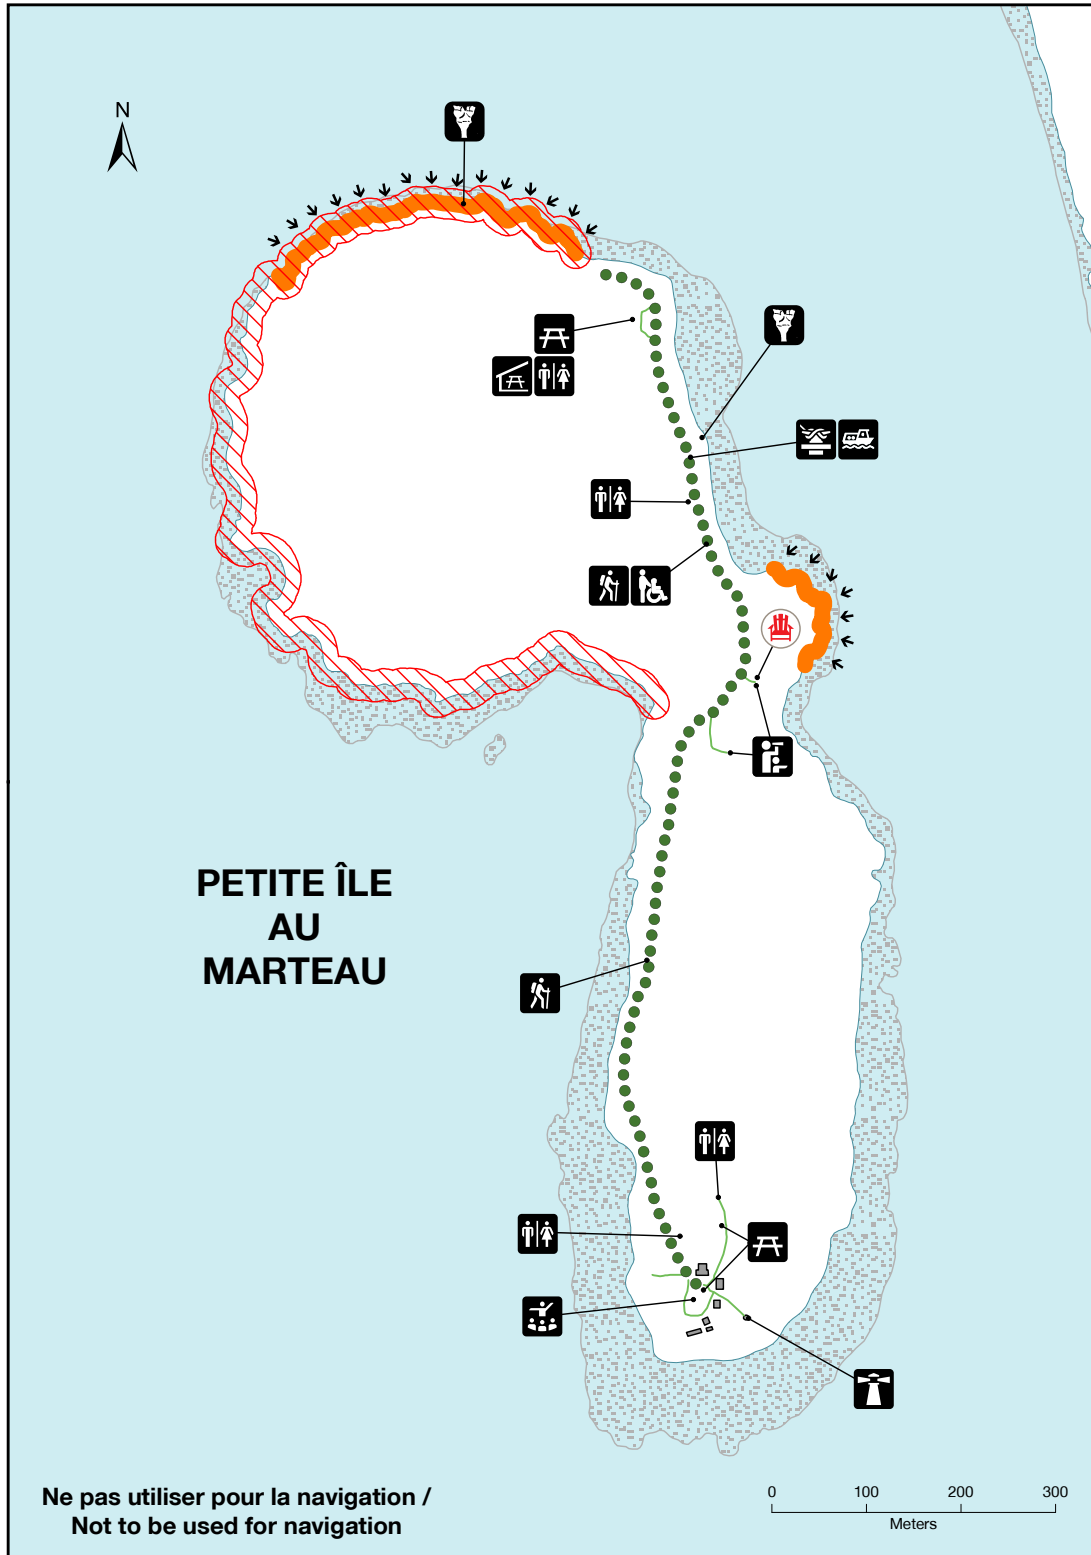 N
PETITE ÎLE
AU
MARTEAU
Ne pas utiliser pour la navigation /
Not to be used for navigation
0 100 200 300
Meters